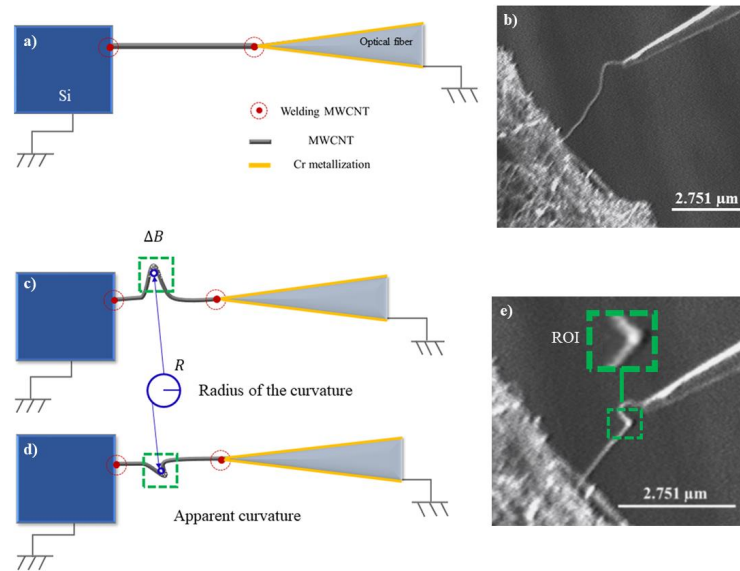 a)
Optical fiber
Si
Welding MWCNT
MWCNT
Cr metallization
b)
2.751 μm
ΔB
c)
R
Radius of the curvature
d)
Apparent curvature
e)
ROI
2.751 μm